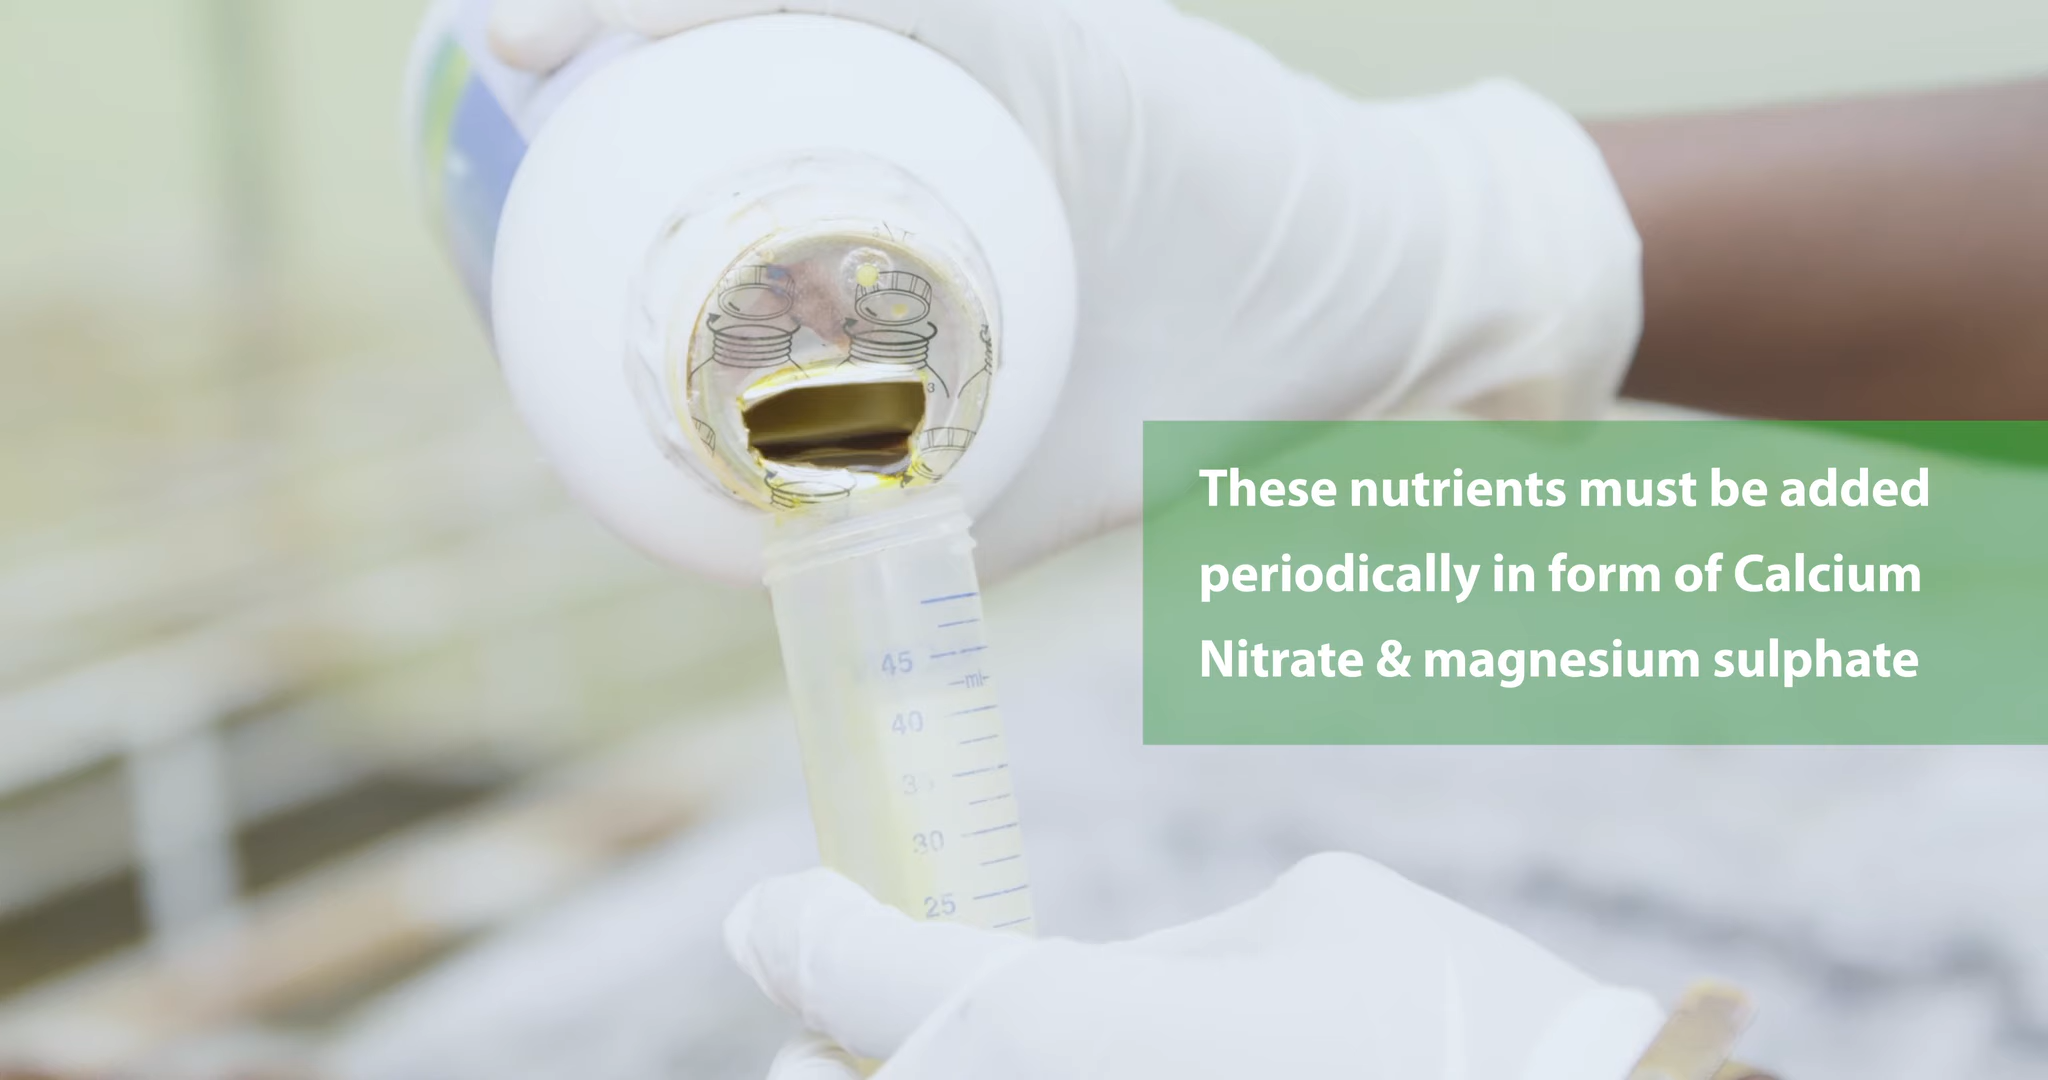 These nutrients must be added
periodically in form of Calcium
Nitrate & magnesium sulphate
45
ml
40
30
25